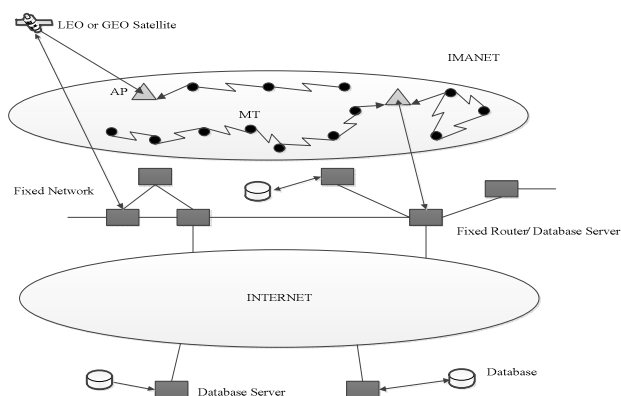 LEO or GEO Satellite
IMANET
AP
MT
Fixed Network
Fixed Router/ Database Server
INTERNET
Database
Database Server